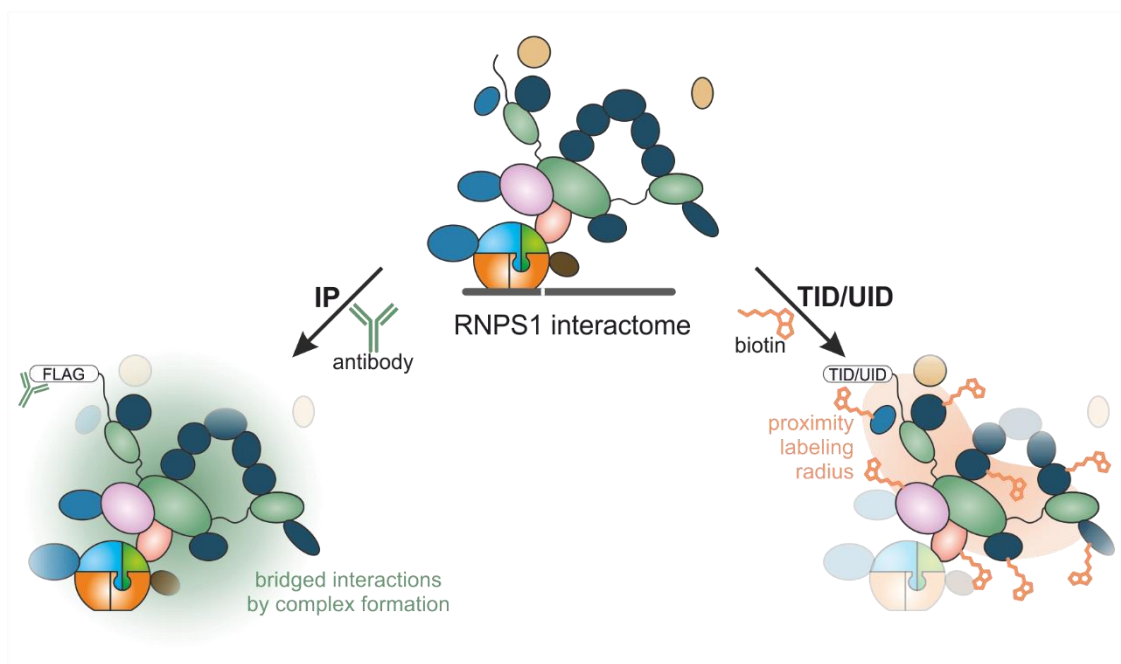 IP
antibody
RNPS1 interactome
TID/UID
biotin
FLAG
bridged interactions
by complex formation
TID/UID
proximity
labeling
radius